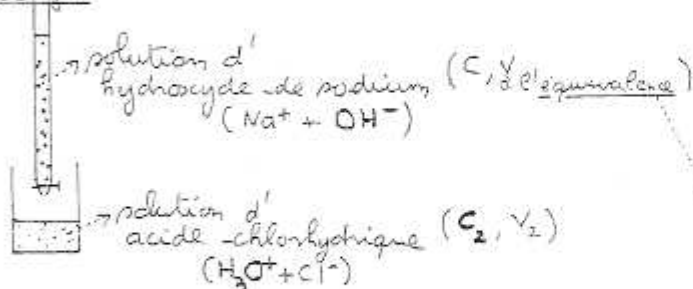 solution d'
hydroxyde de sodium (C, V à l'équivalence)
(Na⁺ + OH⁻)
solution d'
acide chlorhydrique (C₂, V₂)
(H₃O⁺ + Cl⁻)